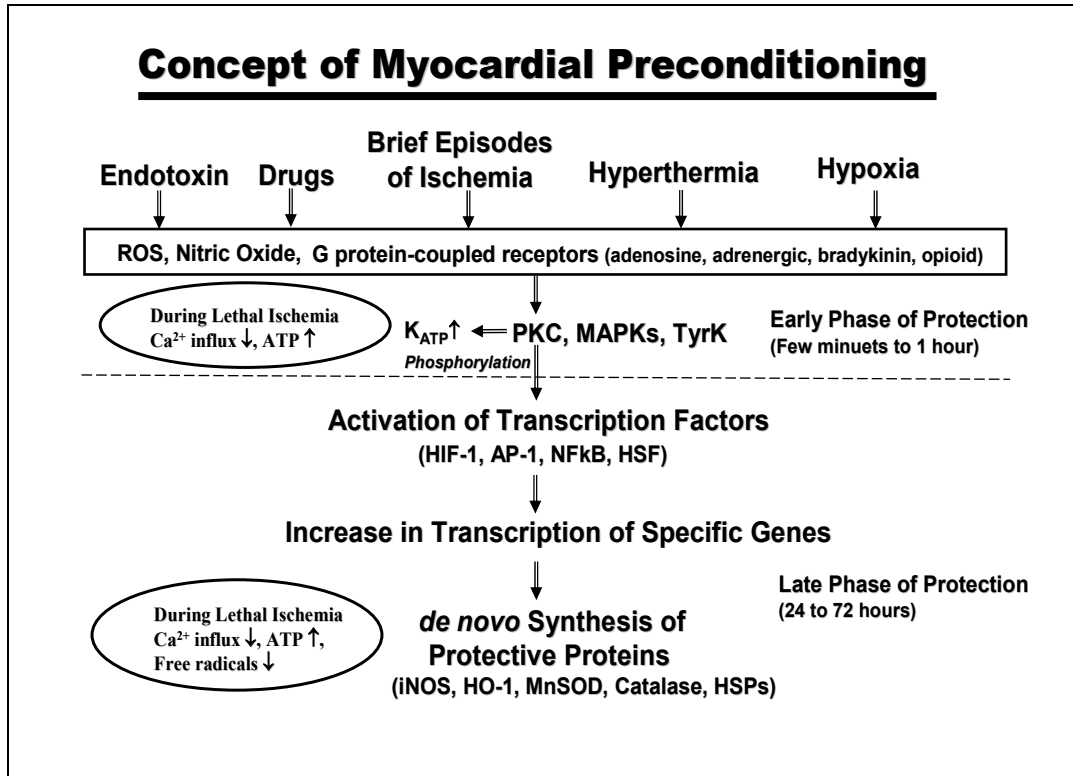 Concept of Myocardial Preconditioning
Endotoxin
Drugs
Brief Episodes
of Ischemia
Hyperthermia
Hypoxia
ROS, Nitric Oxide, G protein-coupled receptors (adenosine, adrenergic, bradykinin, opioid)
During Lethal Ischemia
Ca²⁺ influx ↓, ATP ↑
K_ATP↑
PKC, MAPKs, TyrK
Phosphorylation
Early Phase of Protection
(Few minuets to 1 hour)
Activation of Transcription Factors
(HIF-1, AP-1, NFkB, HSF)
Increase in Transcription of Specific Genes
During Lethal Ischemia
Ca²⁺ influx ↓, ATP ↑,
Free radicals ↓
de novo Synthesis of
Protective Proteins
(iNOS, HO-1, MnSOD, Catalase, HSPs)
Late Phase of Protection
(24 to 72 hours)